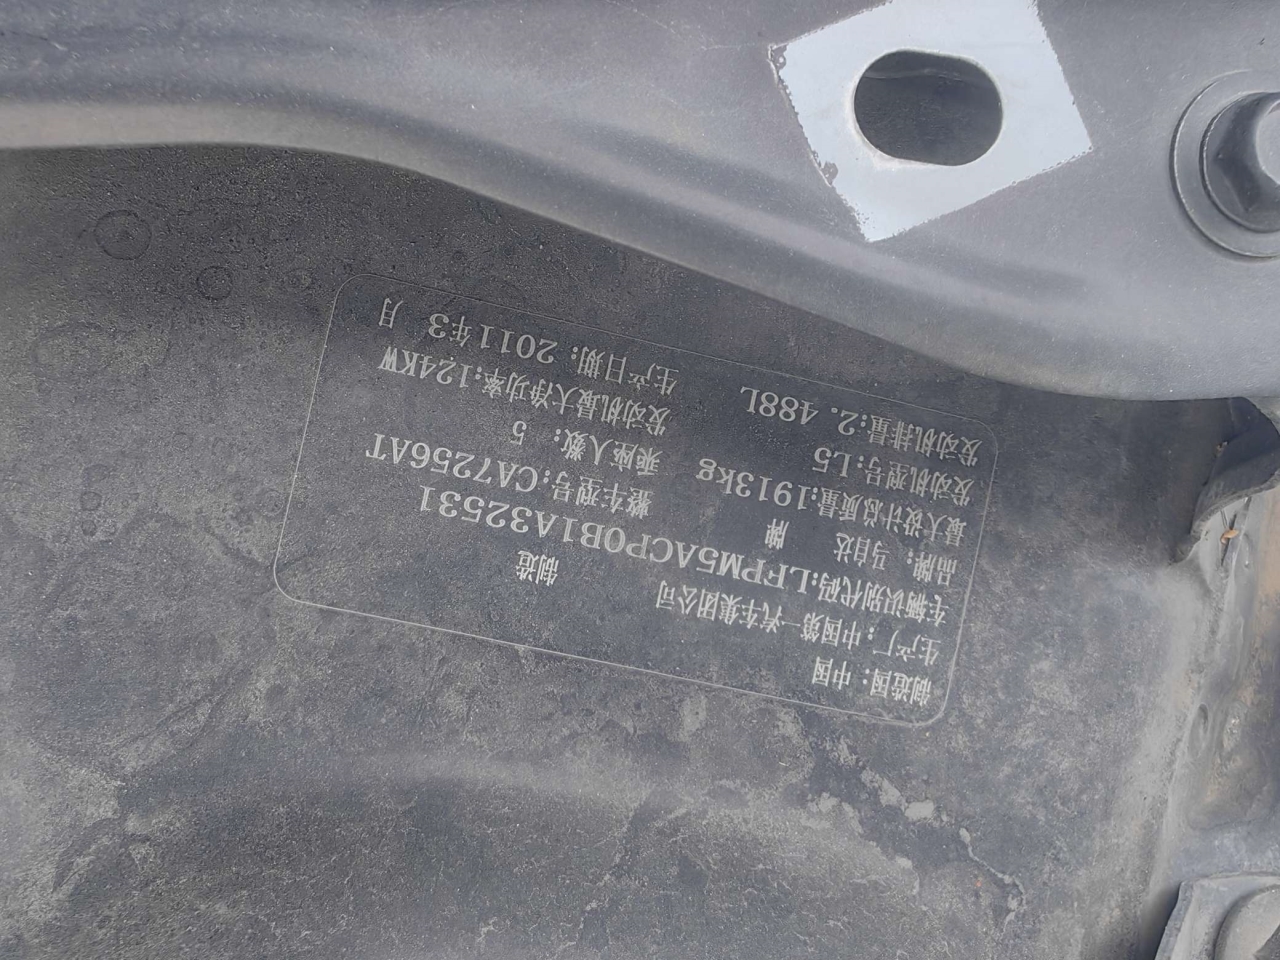 制造国：中国
生产厂：中国第一汽车集团公司 制造
车辆识别代码:LFPM5ACP0B1A32531
品牌：马自达 牌 整车型号:CA7256AT
最大设计总质量:1913kg 乘座人数：5
发动机型号:L5 发动机最大净功率:124KW
发动机排量:2.488L 生产日期：2011年3月